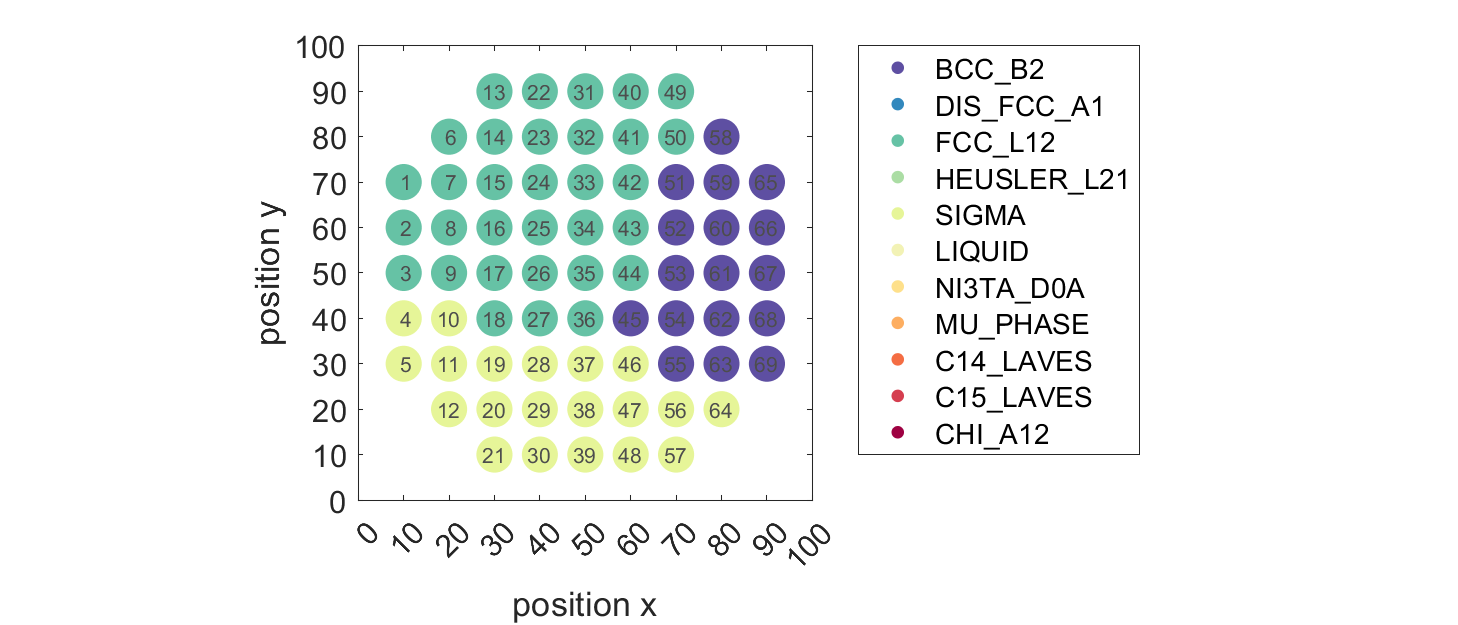 100
90
80
70
60
50
40
30
20
10
0
position y
13 22 31 40 49
6 14 23 32 41 50 58
1 7 15 24 33 42 51 59 65
2 8 16 25 34 43 52 60 66
3 9 17 26 35 44 53 61 67
4 10 18 27 36 45 54 62 68
5 11 19 28 37 46 55 63 69
12 20 29 38 47 56 64
21 30 39 48 57
0 10 20 30 40 50 60 70 80 90 100
position x
BCC_B2
DIS_FCC_A1
FCC_L12
HEUSLER_L21
SIGMA
LIQUID
NI3TA_D0A
MU_PHASE
C14_LAVES
C15_LAVES
CHI_A12